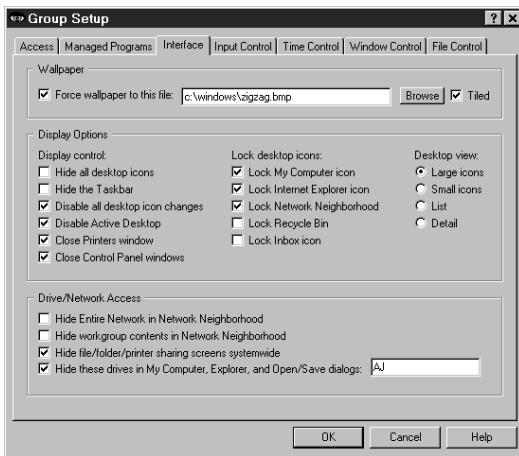 Group Setup
Access Managed Programs Interface Input Control Time Control Window Control File Control
Wallpaper
Force wallpaper to this file: c:\windows\zigzag.bmp Browse Tiled
Display Options
Display control:
Hide all desktop icons
Hide the Taskbar
Disable all desktop icon changes
Disable Active Desktop
Close Printers window
Close Control Panel windows
Lock desktop icons:
Lock My Computer icon
Lock Internet Explorer icon
Lock Network Neighborhood
Lock Recycle Bin
Lock Inbox icon
Desktop view:
Large icons
Small icons
List
Detail
Drive/Network Access
Hide Entire Network in Network Neighborhood
Hide workgroup contents in Network Neighborhood
Hide file/folder/printer sharing screens systemwide
Hide these drives in My Computer, Explorer, and Open/Save dialogs: AJ
OK Cancel Help